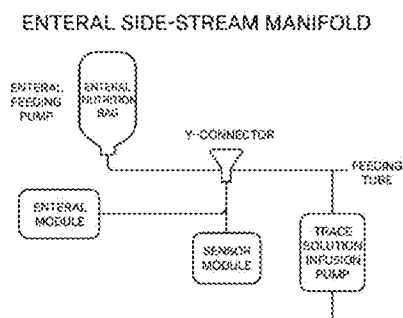 ENTERAL SIDE-STREAM MANIFOLD
ENTERAL
FEEDING
PUMP
ENTERAL
NUTRITION
BAG
Y-CONNECTOR
FEEDING
TUBE
ENTERAL
MODULE
SENSOR
MODULE
TRACE
SOLUTION
INFUSION
PUMP